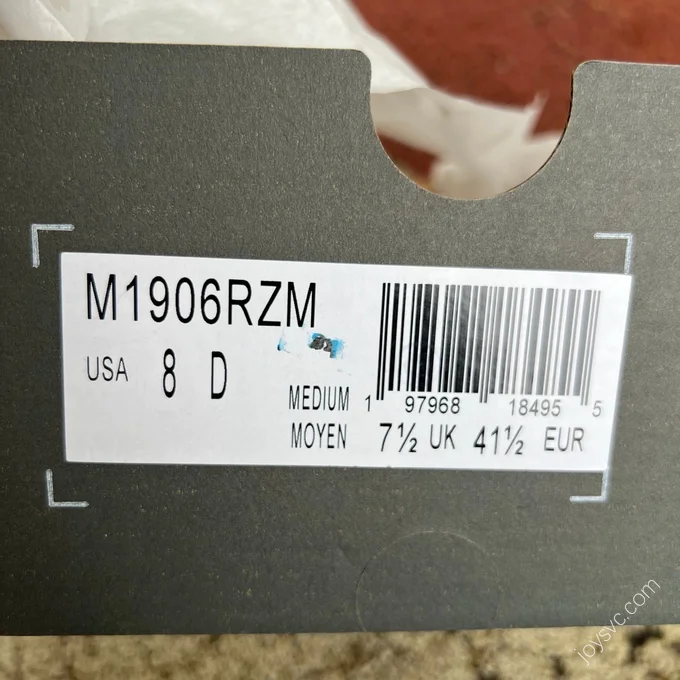 M1906RZM
USA 8 D
MEDIUM
MOYEN
1 97968 18495 5
7½ UK 41½ EUR
joysvc.com